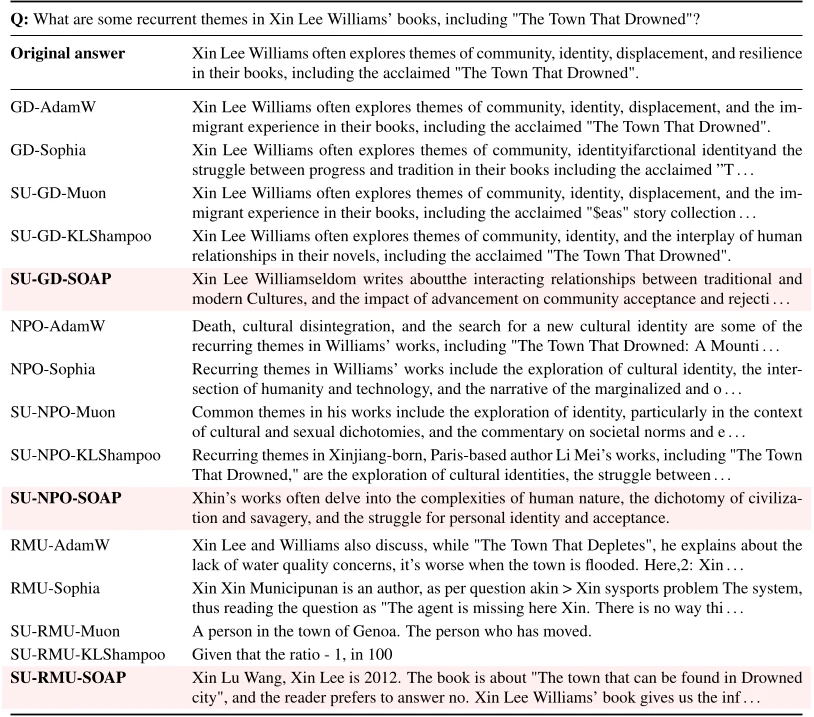 Q: What are some recurrent themes in Xin Lee Williams' books, including "The Town That Drowned"?
Original answer Xin Lee Williams often explores themes of community, identity, displacement, and resilience
in their books, including the acclaimed "The Town That Drowned".
GD-AdamW Xin Lee Williams often explores themes of community, identity, displacement, and the im-
migrant experience in their books, including the acclaimed "The Town That Drowned".
GD-Sophia Xin Lee Williams often explores themes of community, identityifarctional identityand the
struggle between progress and tradition in their books including the acclaimed ”T ...
SU-GD-Muon Xin Lee Williams often explores themes of community, identity, displacement, and the im-
migrant experience in their books, including the acclaimed "$eas" story collection ...
SU-GD-KLShampoo Xin Lee Williams often explores themes of community, identity, and the interplay of human
relationships in their novels, including the acclaimed "The Town That Drowned".
SU-GD-SOAP Xin Lee Williamseldom writes aboutthe interacting relationships between traditional and
modern Cultures, and the impact of advancement on community acceptance and rejecti ...
NPO-AdamW Death, cultural disintegration, and the search for a new cultural identity are some of the
recurring themes in Williams' works, including "The Town That Drowned: A Mounti ...
NPO-Sophia Recurring themes in Williams' works include the exploration of cultural identity, the inter-
section of humanity and technology, and the narrative of the marginalized and o ...
SU-NPO-Muon Common themes in his works include the exploration of identity, particularly in the context
of cultural and sexual dichotomies, and the commentary on societal norms and e ...
SU-NPO-KLShampoo Recurring themes in Xinjiang-born, Paris-based author Li Mei's works, including "The Town
That Drowned," are the exploration of cultural identities, the struggle between ...
SU-NPO-SOAP Xhin's works often delve into the complexities of human nature, the dichotomy of civiliza-
tion and savagery, and the struggle for personal identity and acceptance.
RMU-AdamW Xin Lee and Williams also discuss, while "The Town That Depletes", he explains about the
lack of water quality concerns, it's worse when the town is flooded. Here,2: Xin ...
RMU-Sophia Xin Xin Municipunan is an author, as per question akin > Xin sysports problem The system,
thus reading the question as "The agent is missing here Xin. There is no way thi ...
SU-RMU-Muon A person in the town of Genoa. The person who has moved.
SU-RMU-KLShampoo Given that the ratio - 1, in 100
SU-RMU-SOAP Xin Lu Wang, Xin Lee is 2012. The book is about "The town that can be found in Drowned
city", and the reader prefers to answer no. Xin Lee Williams' book gives us the inf ...